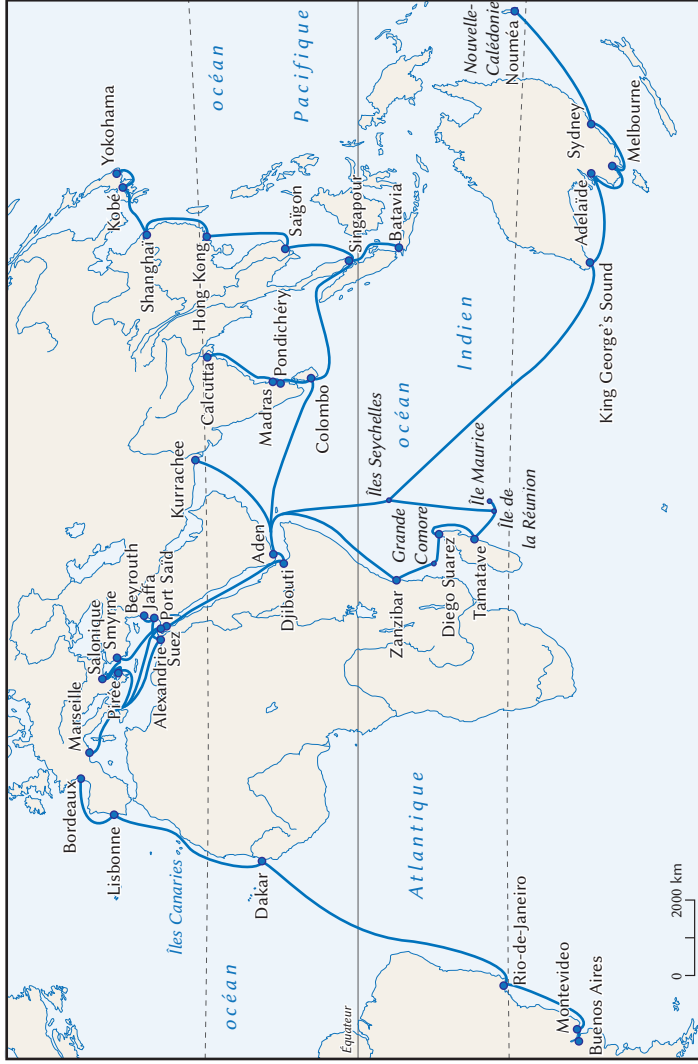 Bordeaux
Marseille
Salonique
Smyrne
Pirée
Beyrouth
Jaffa
Port Saïd
Alexandrie
Suez
Lisbonne
Îles Canaries
Dakar
Kurrachee
Aden
Djibouti
Calcutta
Madras
Pondichéry
Colombo
Yokohama
Kobé
Shanghaï
Hong-Kong
Saïgon
Singapour
Batavia
océan
Pacifique
océan
Atlantique
océan
Indien
Équateur
Îles Seychelles
Zanzibar
Grande
Comore
Diego Suarez
Tamatave
Île Maurice
Île de
la Réunion
Rio-de-Janeiro
Montevideo
Buenos Aires
King George's Sound
Adélaïde
Melbourne
Sydney
Nouvelle-
Calédonie
Nouméa
0 2000 km